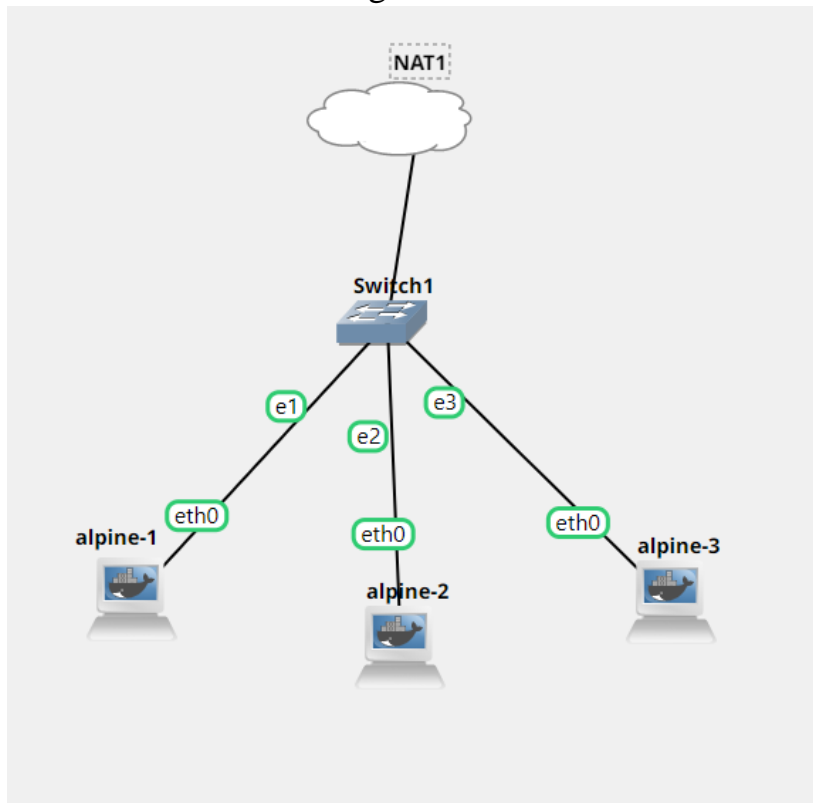 NAT1
Switch1
e1
e3
e2
eth0
eth0
eth0
alpine-1
alpine-3
alpine-2